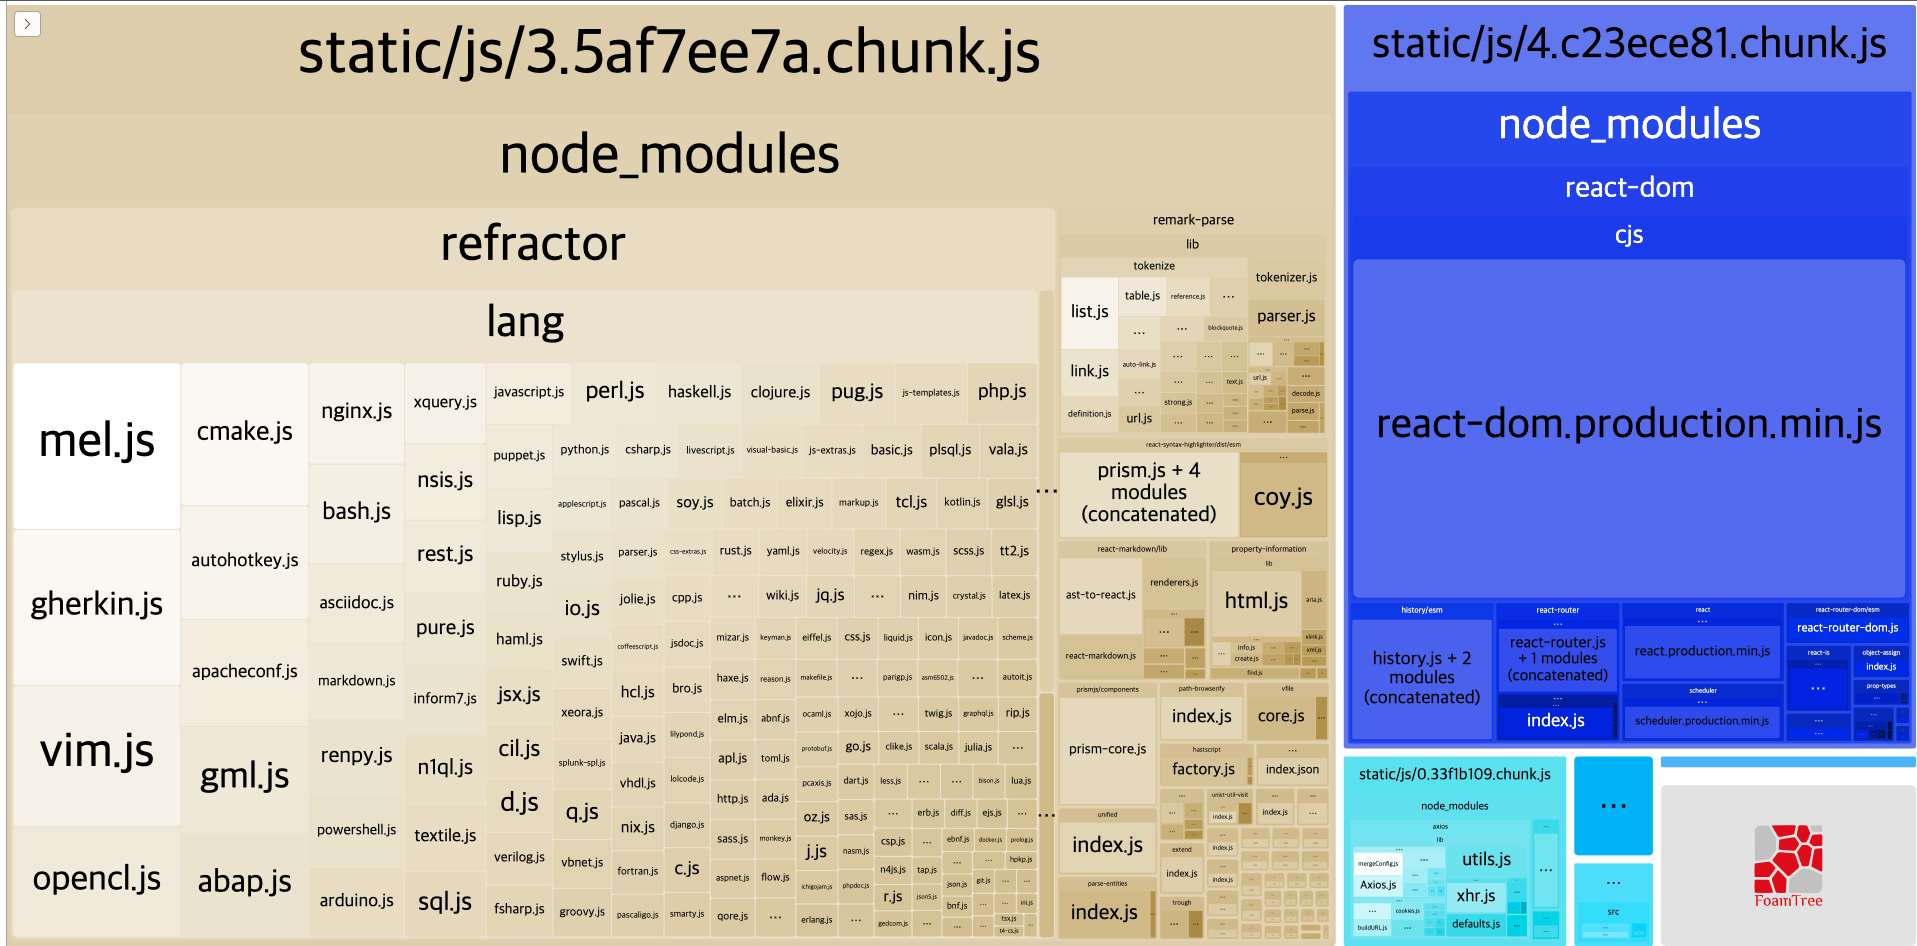 static/js/3.5af7ee7a.chunk.js
node_modules
refractor
lang
mel.js
gherkin.js
vim.js
opencl.js
cmake.js
autohotkey.js
apacheconf.js
gml.js
abap.js
nginx.js
bash.js
asciidoc.js
markdown.js
renpy.js
powershell.js
arduino.js
xquery.js
nsis.js
rest.js
pure.js
inform7.js
n1ql.js
textile.js
sql.js
javascript.js
perl.js
haskell.js
clojure.js
pug.js
js-templates.js
php.js
puppet.js
lisp.js
ruby.js
haml.js
jsx.js
cil.js
d.js
verilog.js
fsharp.js
python.js
csharp.js
livescript.js
visual-basic.js
js-extras.js
basic.js
plsql.js
vala.js
applescript.js
pascal.js
soy.js
batch.js
elixir.js
markup.js
tcl.js
kotlin.js
glsl.js
stylus.js
parser.js
css-extras.js
rust.js
yaml.js
velocity.js
regex.js
wasm.js
scss.js
tt2.js
io.js
jolie.js
cpp.js
...
wiki.js
jq.js
...
nim.js
crystal.js
latex.js
swift.js
coffeescript.js
jsdoc.js
mizar.js
keyman.js
eiffel.js
css.js
liquid.js
icon.js
javadoc.js
scheme.js
xeora.js
hcl.js
bro.js
haxe.js
reason.js
makefile.js
...
parigp.js
asm6502.js
...
autoit.js
splunk-spl.js
java.js
lilypond.js
elm.js
abnf.js
ocaml.js
xojo.js
...
twig.js
graphql.js
rip.js
q.js
vhdl.js
lolcode.js
apl.js
toml.js
protobuf.js
go.js
clike.js
scala.js
julia.js
...
vbnet.js
nix.js
django.js
http.js
ada.js
pcaxis.js
dart.js
less.js
...
...
bison.js
lua.js
groovy.js
fortran.js
c.js
sass.js
monkey.js
oz.js
sas.js
...
erb.js
diff.js
ejs.js
...
pascaligo.js
smarty.js
aspnet.js
flow.js
j.js
nasm.js
csp.js
...
ebnf.js
docker.js
prolog.js
qore.js
...
ichigojam.js
phpdoc.js
n4js.js
tap.js
...
...
hpkp.js
erlang.js
...
r.js
json5.js
json.js
git.js
...
...
gedcom.js
...
bnf.js
...
...
ini.js
...
...
tsx.js
t4-cs.js
...
...
remark-parse
lib
tokenize
list.js
table.js
reference.js
...
link.js
...
...
blockquote.js
auto-link.js
definition.js
url.js
strong.js
text.js
tokenizer.js
parser.js
url.js
decode.js
parse.js
react-syntax-highlighter/dist/esm
prism.js + 4
modules
(concatenated)
...
coy.js
react-markdown/lib
ast-to-react.js
renderers.js
react-markdown.js
property-information
lib
html.js
aria.js
xlink.js
info.js
xml.js
create.js
find.js
prismjs/components
prism-core.js
path-browserify
index.js
vfile
core.js
...
hastscript
factory.js
...
index.json
unist-util-visit
index.js
index.js
unified
index.js
extend
index.js
index.js
index.js
parse-entities
index.js
trough
static/js/4.c23ece81.chunk.js
node_modules
react-dom
cjs
react-dom.production.min.js
history/esm
history.js + 2
modules
(concatenated)
react-router
...
react-router.js
+ 1 modules
(concatenated)
...
index.js
react
...
react.production.min.js
scheduler
...
scheduler.production.min.js
react-router-dom/esm
react-router-dom.js
react-is
...
...
object-assign
index.js
prop-types
...
static/js/0.33f1b109.chunk.js
node_modules
axios
lib
mergeConfig.js
...
Axios.js
...
cookies.js
buildURL.js
utils.js
xhr.js
defaults.js
...
...
...
src
FoamTree